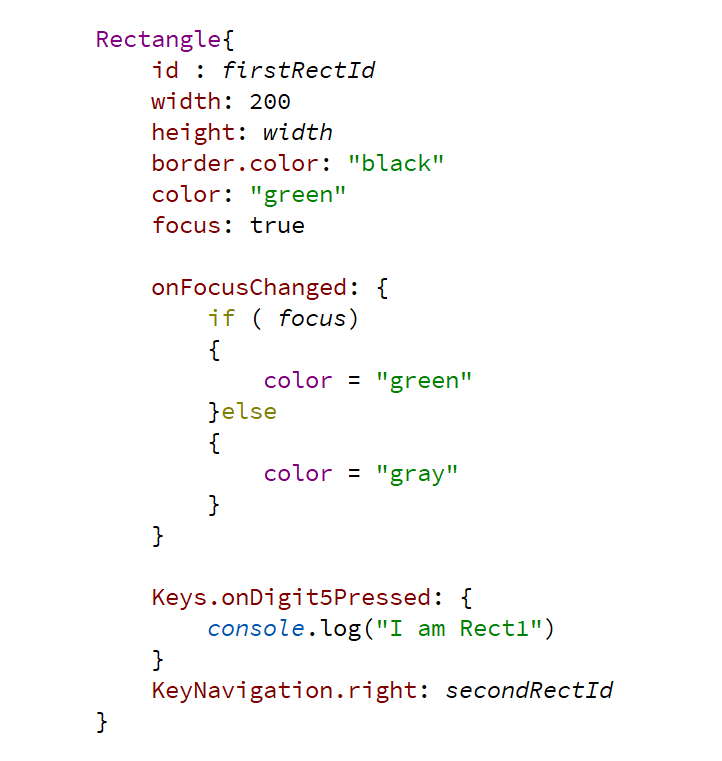 Rectangle{
    id : firstRectId
    width: 200
    height: width
    border.color: "black"
    color: "green"
    focus: true

    onFocusChanged: {
        if ( focus)
        {
            color = "green"
        }else
        {
            color = "gray"
        }
    }

    Keys.onDigit5Pressed: {
        console.log("I am Rect1")
    }
    KeyNavigation.right: secondRectId
}